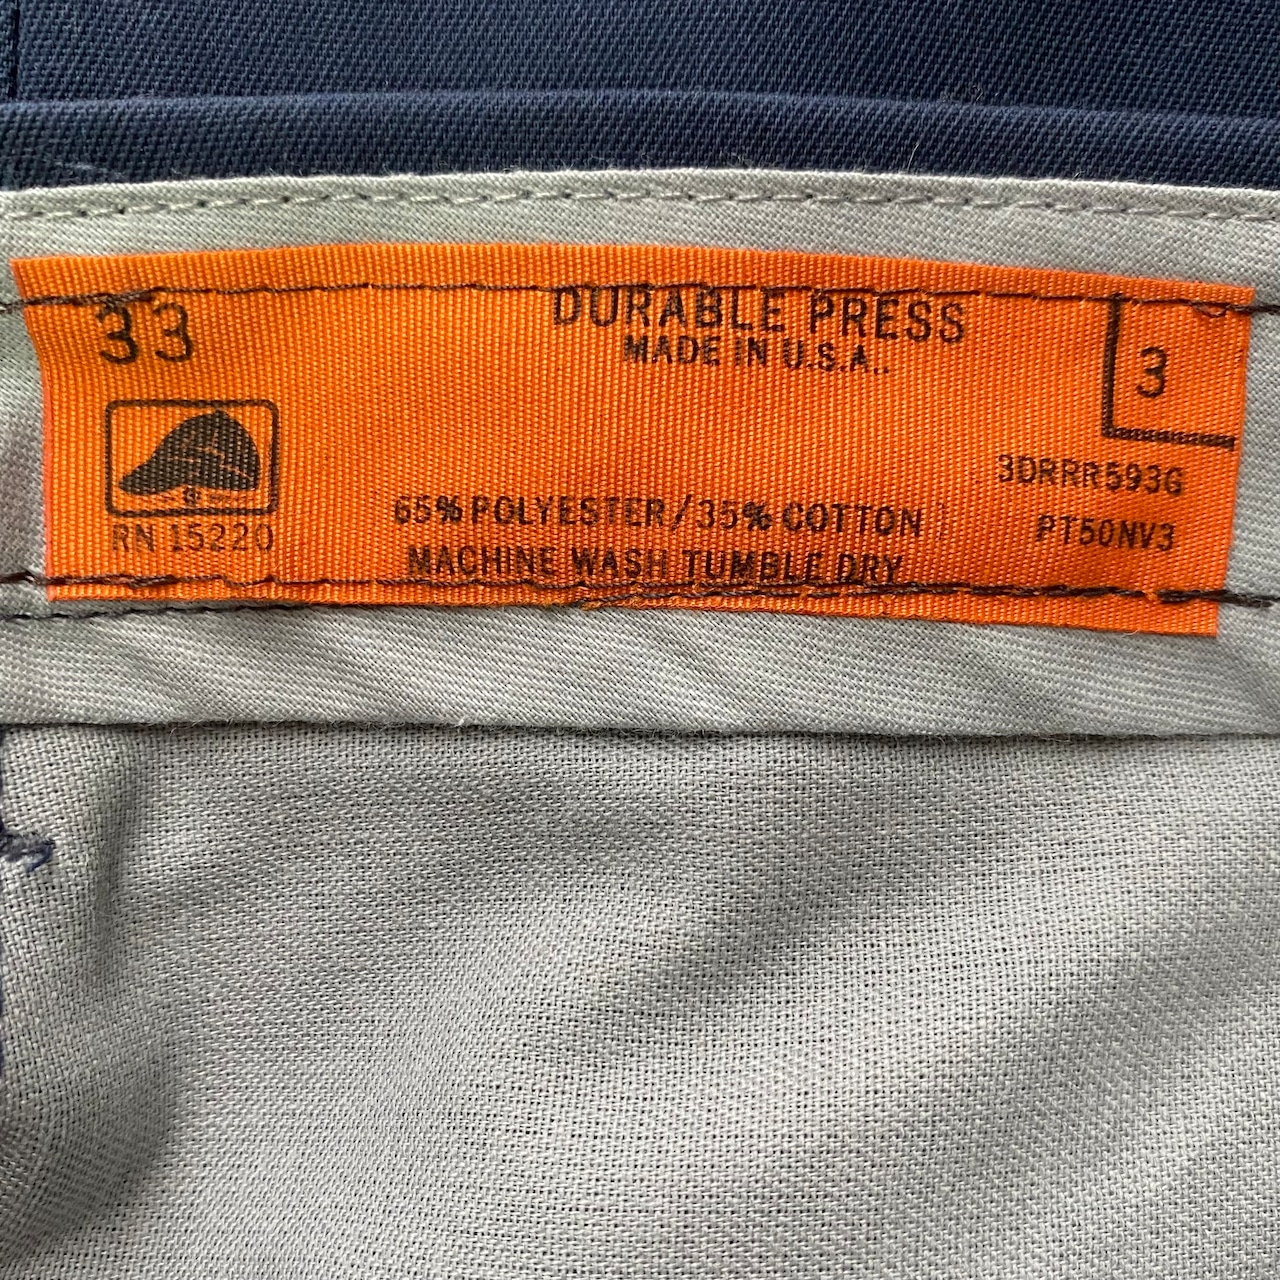 33
DURABLE PRESS
MADE IN U.S.A..
3
3DRRR593G
65% POLYESTER/35% COTTON
PT50NV3
RN 15220
MACHINE WASH TUMBLE DRY